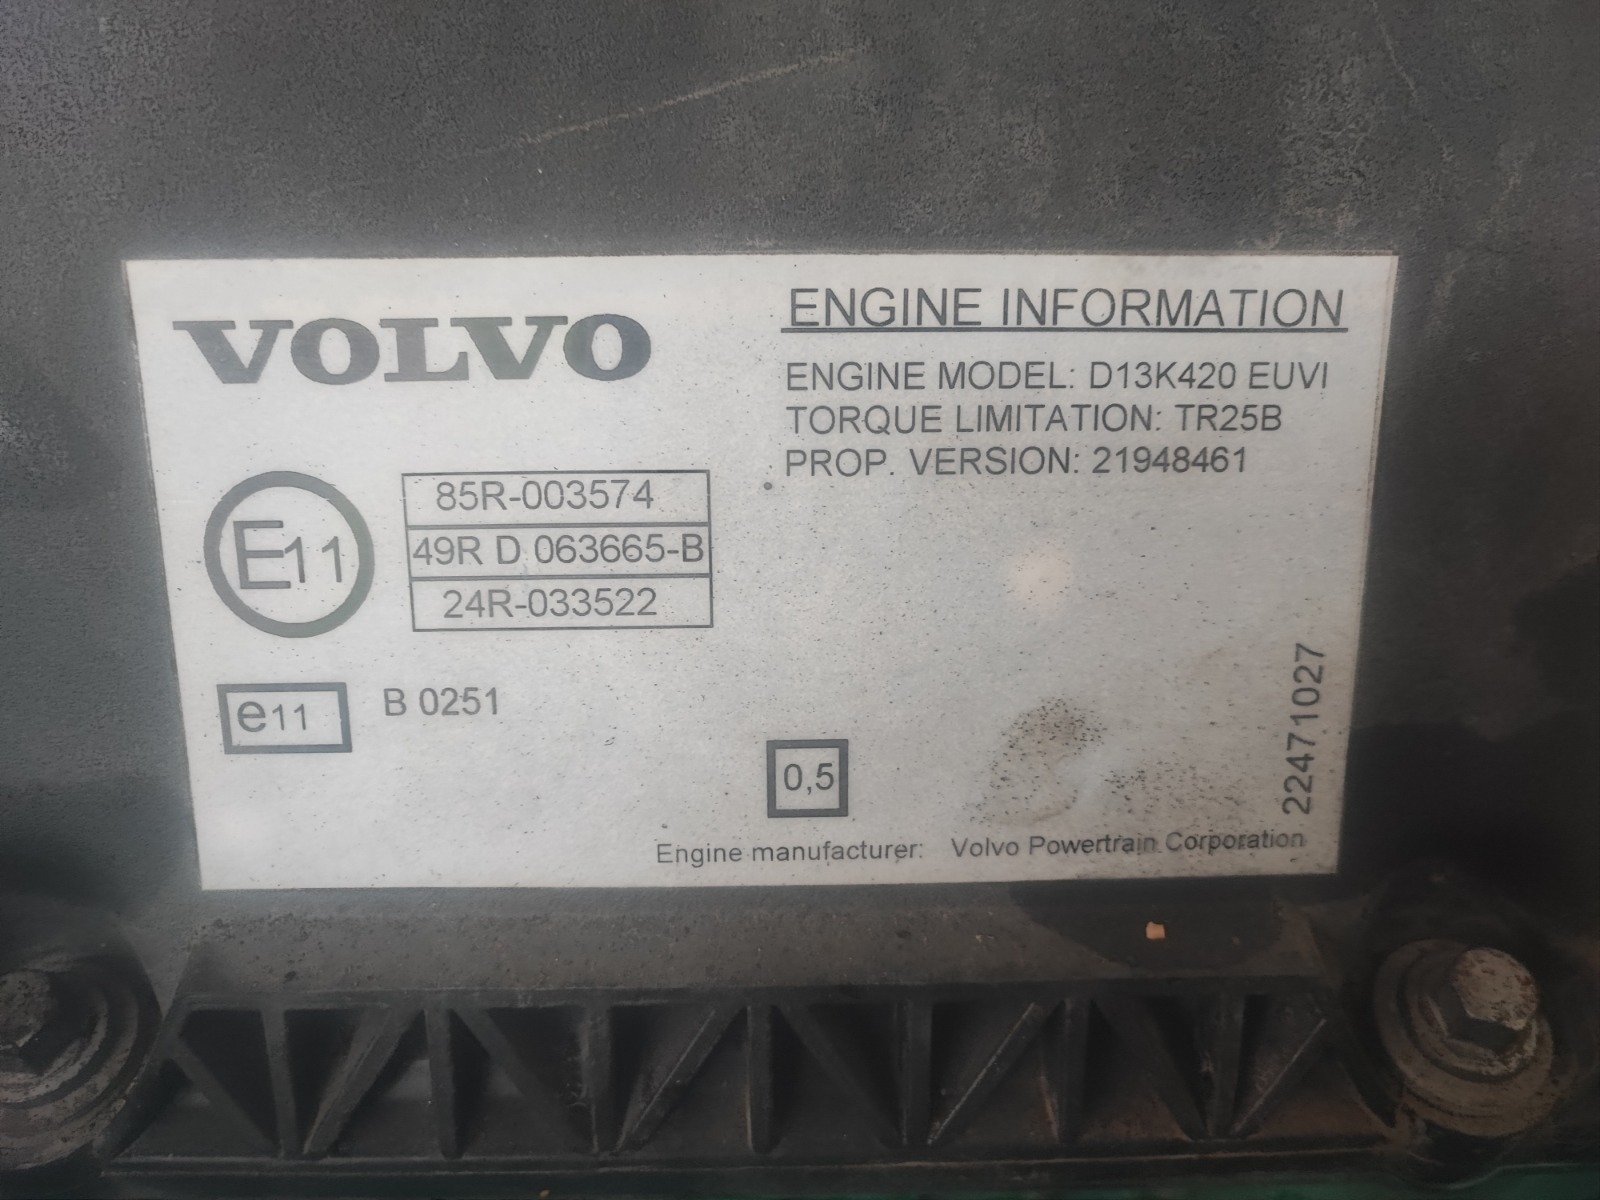 VOLVO
ENGINE INFORMATION
ENGINE MODEL: D13K420 EUVI
TORQUE LIMITATION: TR25B
PROP. VERSION: 21948461
E11
85R-003574
49R D 063665-B
24R-033522
e11 B 0251
0,5
22471027
Engine manufacturer: Volvo Powertrain Corporation